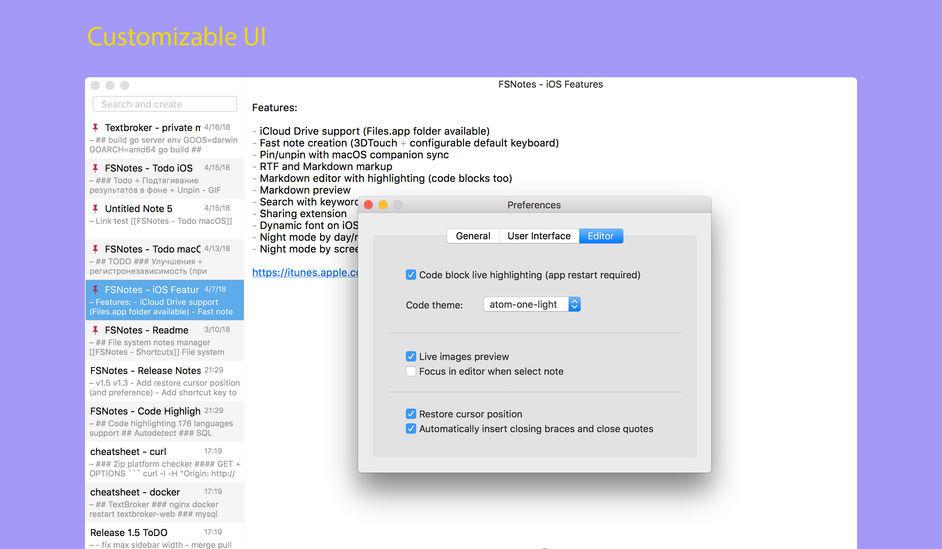 Customizable UI
FSNotes - iOS Features
Search and create
Textbroker - private n 4/16/18
– ## build go server env GOOS=darwin
GOARCH=amd64 go build ##
FSNotes - Todo iOS 4/15/18
– ### Todo + Подтягивание
результатов в фоне + Unpin - GIF
Untitled Note 5 4/15/18
– Link test [[FSNotes - Todo macOS]]
FSNotes - Todo macC 4/13/18
– ## TODO ### Улучшения +
регистронезависимость (при
FSNotes - iOS Featur 4/7/18
– Features: - iCloud Drive support
(Files.app folder available) - Fast note
FSNotes - Readme 3/10/18
– ## File system notes manager
[[FSNotes - Shortcuts]] File system
FSNotes - Release Notes 21:29
– v1.5 v1.3 - Add restore cursor position
(and preference) - Add shortcut key to
FSNotes - Code Highligh 21:29
– ## Code highlighting 176 languages
support ## Autodetect ### SQL
cheatsheet - curl 17:19
– ### 2ip platform checker #### GET +
OPTIONS ``` curl -I -H "Origin: http://
cheatsheet - docker 17:19
– ## TextBroker ### nginx docker
restart textbroker-web ### mysql
Release 1.5 ToDO 17:19
– - fix max sidebar width - merge pull
Features:
- iCloud Drive support (Files.app folder available)
- Fast note creation (3DTouch + configurable default keyboard)
- Pin/unpin with macOS companion sync
- RTF and Markdown markup
- Markdown editor with highlighting (code blocks too)
- Markdown preview
- Search with keyword
- Sharing extension
- Dynamic font on iOS
- Night mode by day/n
- Night mode by scree
https://itunes.apple.co
Preferences
General User Interface Editor
Code block live highlighting (app restart required)
Code theme: atom-one-light
Live images preview
Focus in editor when select note
Restore cursor position
Automatically insert closing braces and close quotes